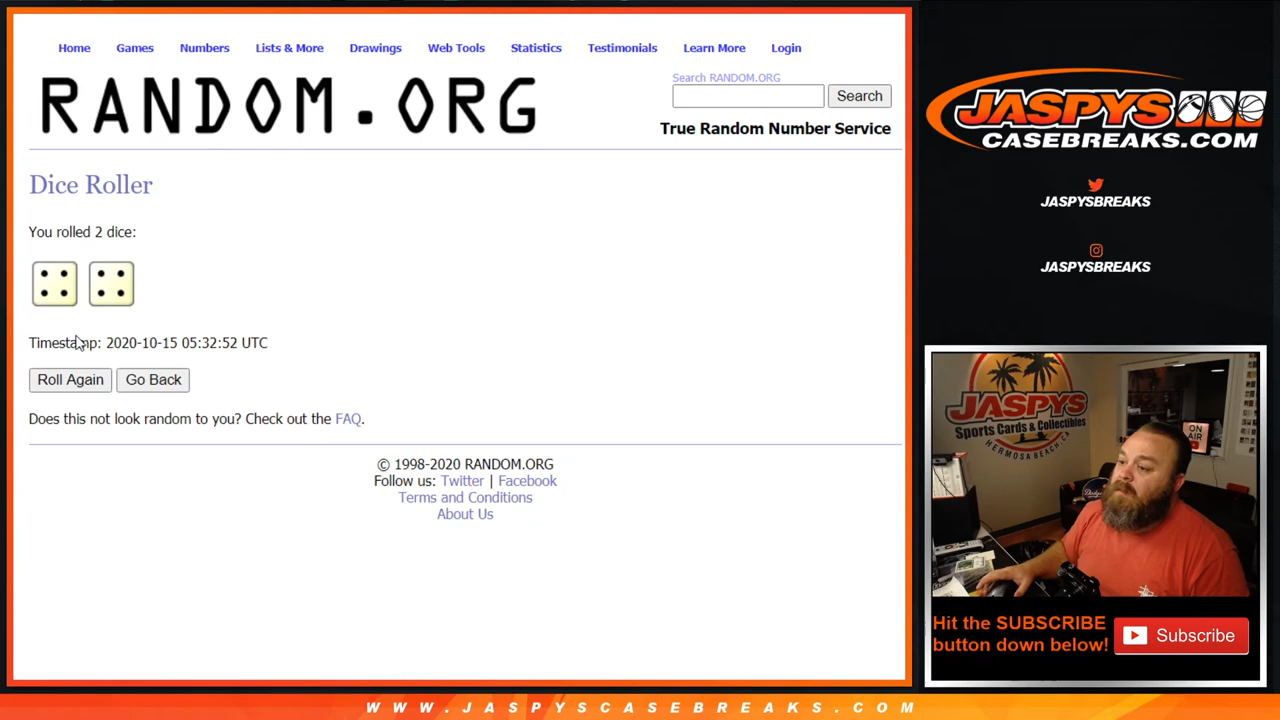 Home Games Numbers Lists & More Drawings Web Tools Statistics Testimonials Learn More Login
RANDOM.ORG
Search RANDOM.ORG
Search
True Random Number Service
Dice Roller
You rolled 2 dice:
Timestamp: 2020-10-15 05:32:52 UTC
Roll Again Go Back
Does this not look random to you? Check out the FAQ.
© 1998-2020 RANDOM.ORG
Follow us: Twitter | Facebook
Terms and Conditions
About Us
JASPYS
CASEBREAKS.COM
JASPYSBREAKS
JASPYSBREAKS
JASPYS
Sports Cards & Collectibles
HERMOSA BEACH, CA
ON AIR
Dodgers
Hit the SUBSCRIBE
button down below!
Subscribe
WWW.JASPYSCASEBREAKS.COM